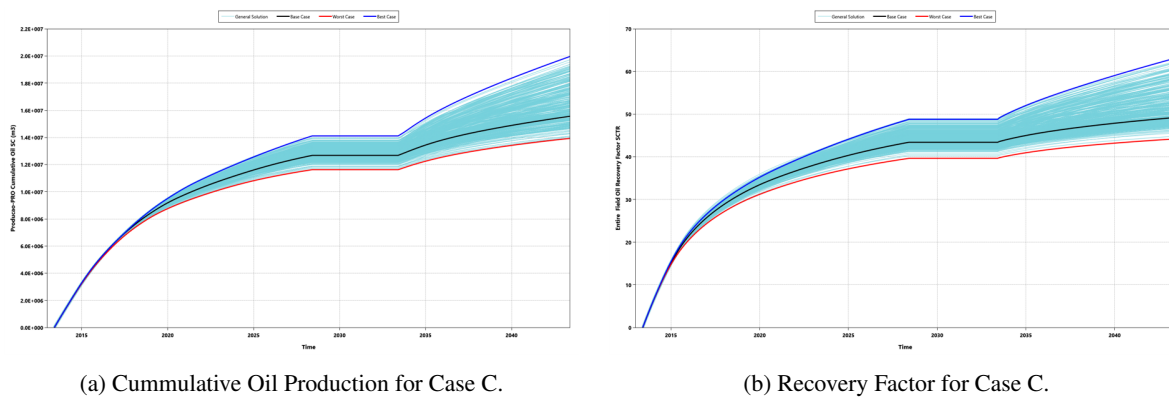 General Solution Base Case Worst Case Best Case
2.2E+007
2.0E+007
1.8E+007
1.6E+007
1.4E+007
1.2E+007
1.0E+007
8.0E+006
6.0E+006
4.0E+006
2.0E+006
0.0E+000
Producao-PRO Cumulative Oil SC (m3)
2015 2020 2025 2030 2035 2040
Time
(a) Cummulative Oil Production for Case C.
General Solution Base Case Worst Case Best Case
70
60
50
40
30
20
10
0
Entire Field Oil Recovery Factor SCTR
2015 2020 2025 2030 2035 2040
Time
(b) Recovery Factor for Case C.